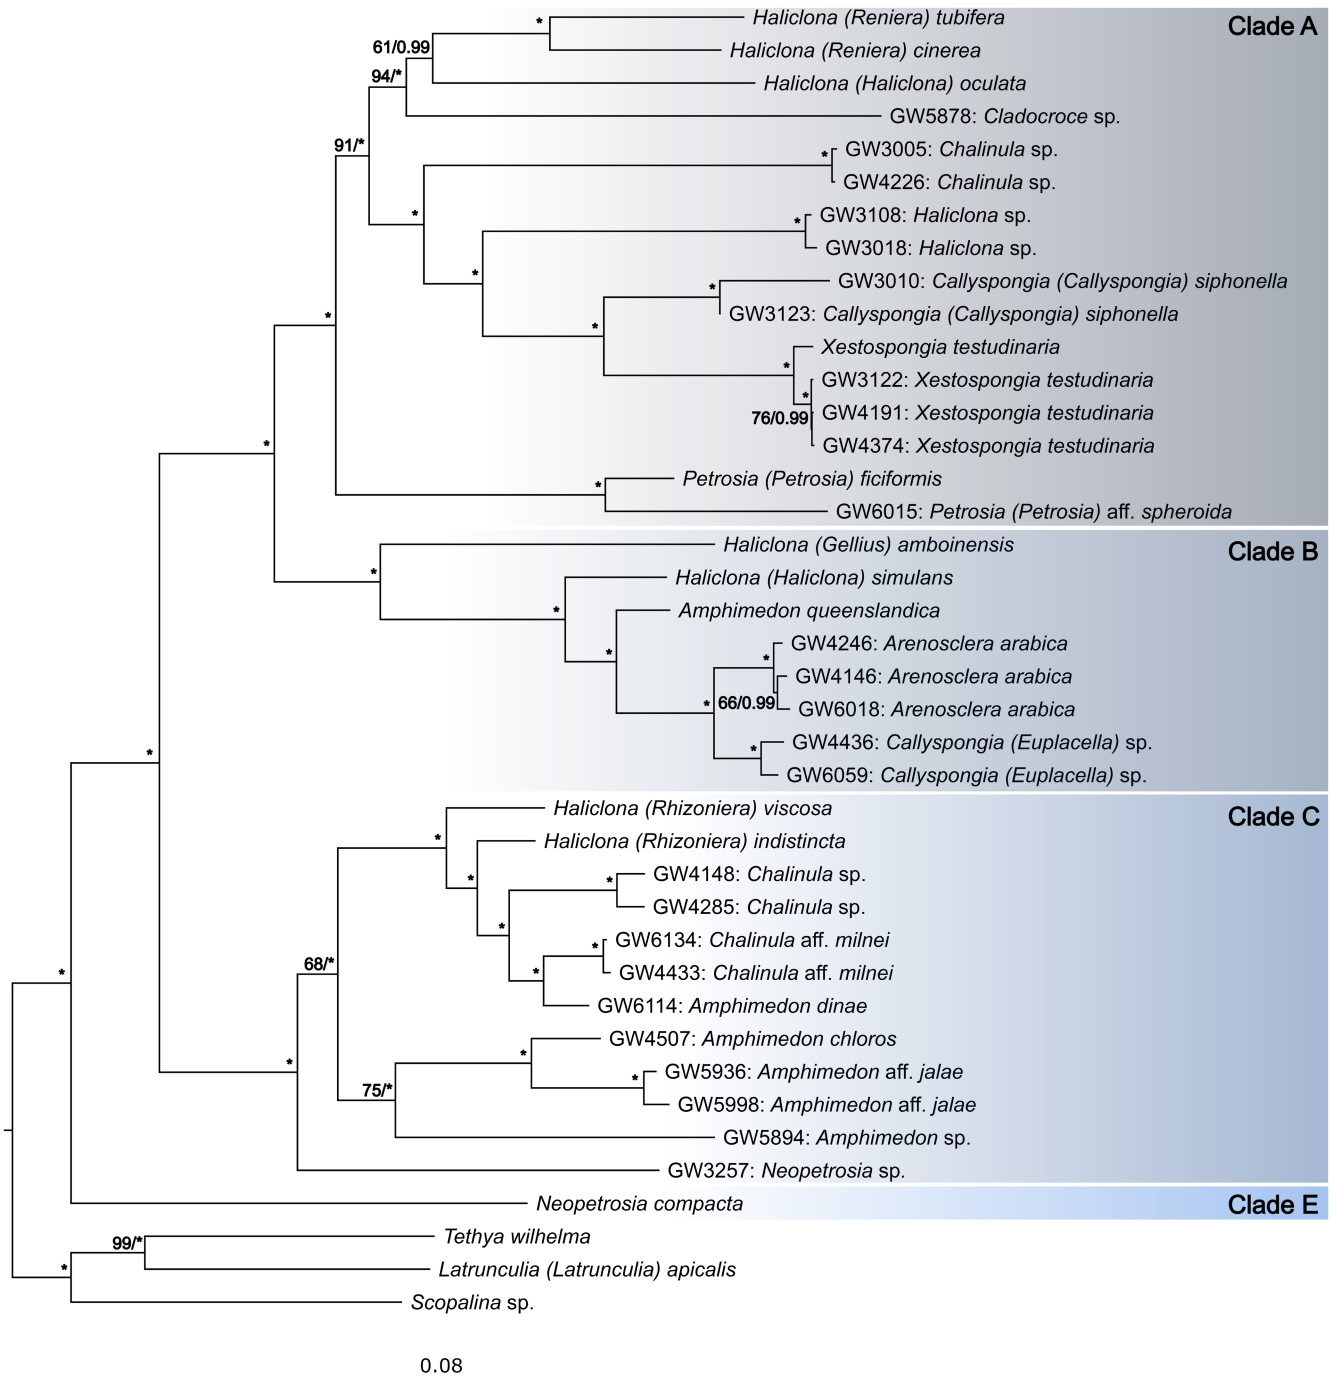 * Haliclona (Reniera) tubifera Clade A
61/0.99 Haliclona (Reniera) cinerea
94/* Haliclona (Haliclona) oculata
GW5878: Cladocroce sp.
91/* * GW3005: Chalinula sp.
GW4226: Chalinula sp.
* * GW3108: Haliclona sp.
GW3018: Haliclona sp.
* * GW3010: Callyspongia (Callyspongia) siphonella
* * GW3123: Callyspongia (Callyspongia) siphonella
Xestospongia testudinaria
* GW3122: Xestospongia testudinaria
* 76/0.99 GW4191: Xestospongia testudinaria
* GW4374: Xestospongia testudinaria
Petrosia (Petrosia) ficiformis
* GW6015: Petrosia (Petrosia) aff. spheroida
Haliclona (Gellius) amboinensis Clade B
* Haliclona (Haliclona) simulans
* Amphimedon queenslandica
GW4246: Arenosclera arabica
* * GW4146: Arenosclera arabica
* 66/0.99 GW6018: Arenosclera arabica
* * GW4436: Callyspongia (Euplacella) sp.
GW6059: Callyspongia (Euplacella) sp.
Haliclona (Rhizoniera) viscosa Clade C
* Haliclona (Rhizoniera) indistincta
* * GW4148: Chalinula sp.
GW4285: Chalinula sp.
* * GW6134: Chalinula aff. milnei
68/* * GW4433: Chalinula aff. milnei
GW6114: Amphimedon dinae
GW4507: Amphimedon chloros
* * * GW5936: Amphimedon aff. jalae
75/* GW5998: Amphimedon aff. jalae
GW5894: Amphimedon sp.
GW3257: Neopetrosia sp.
Neopetrosia compacta Clade E
99/* Tethya wilhelma
* Latrunculia (Latrunculia) apicalis
Scopalina sp.
0.08